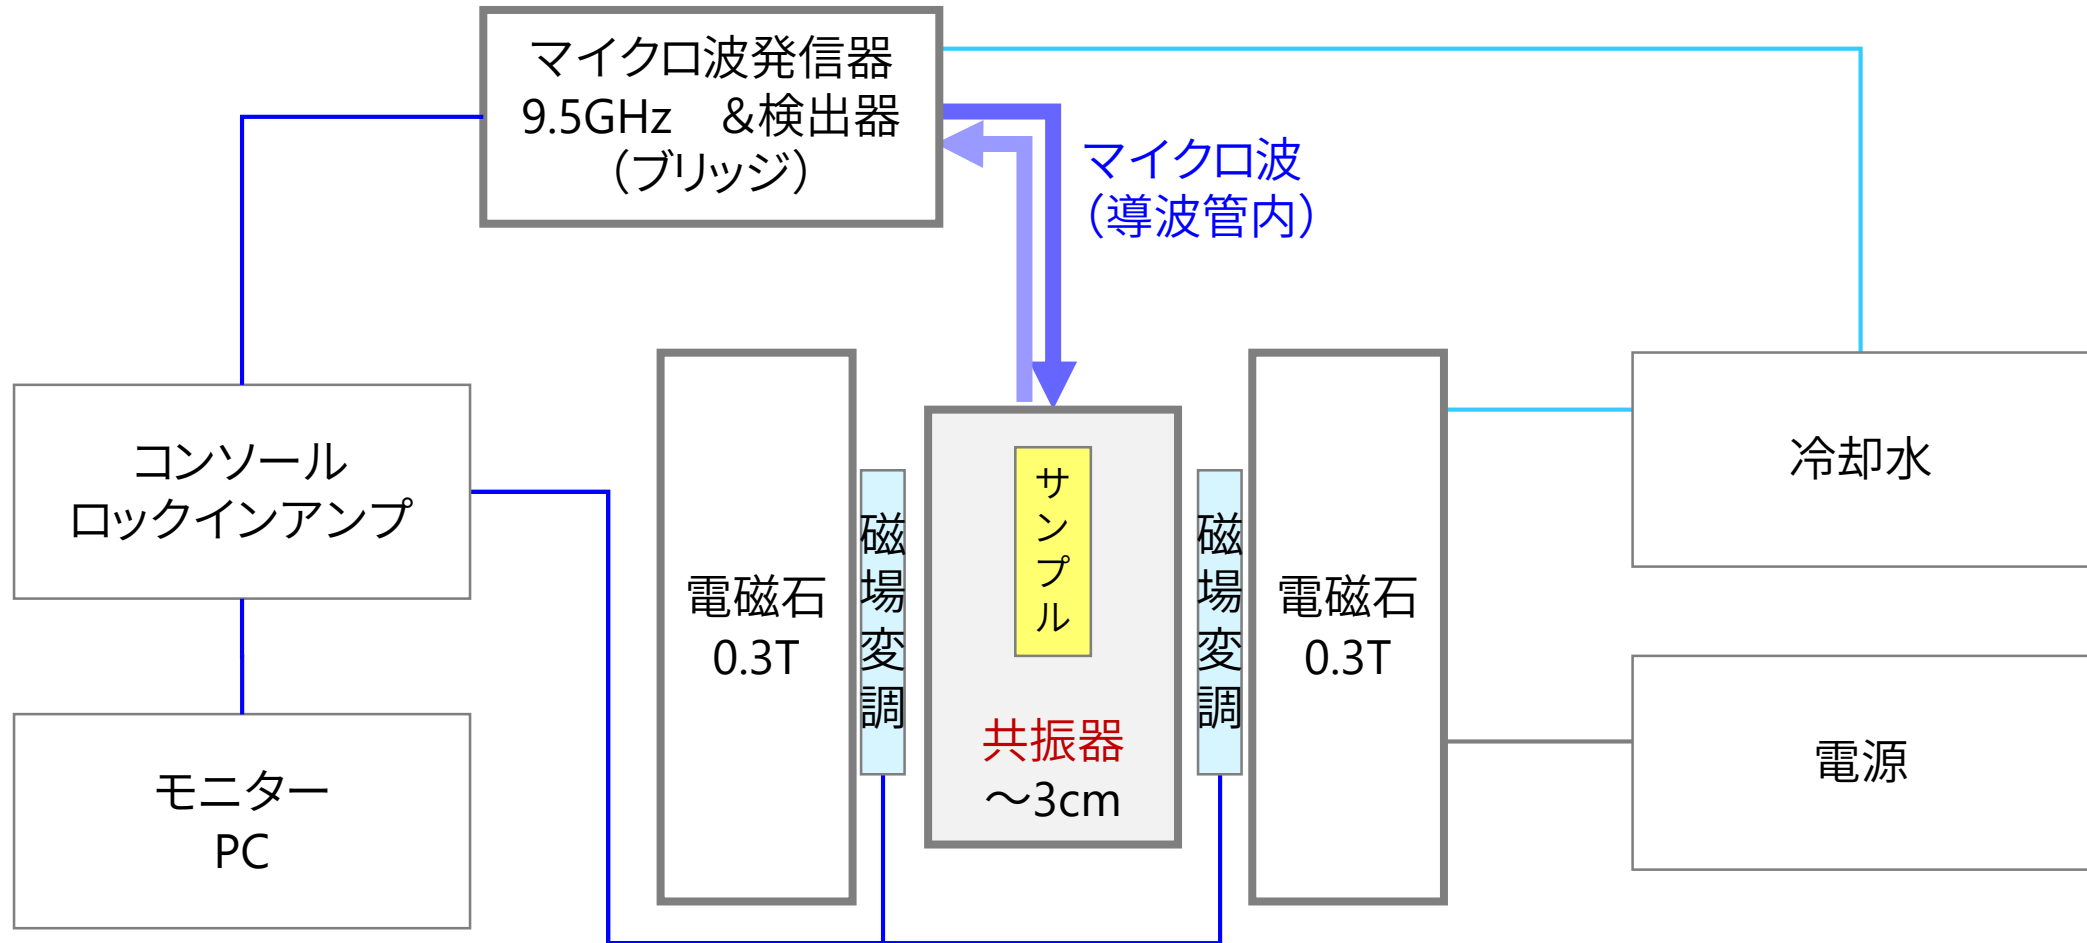 マイクロ波発信器
9.5GHz　&検出器
（ブリッジ）
マイクロ波
（導波管内）
コンソール
ロックインアンプ
モニター
PC
電磁石
0.3T
磁場変調
サンプル
共振器
～3cm
磁場変調
電磁石
0.3T
冷却水
電源